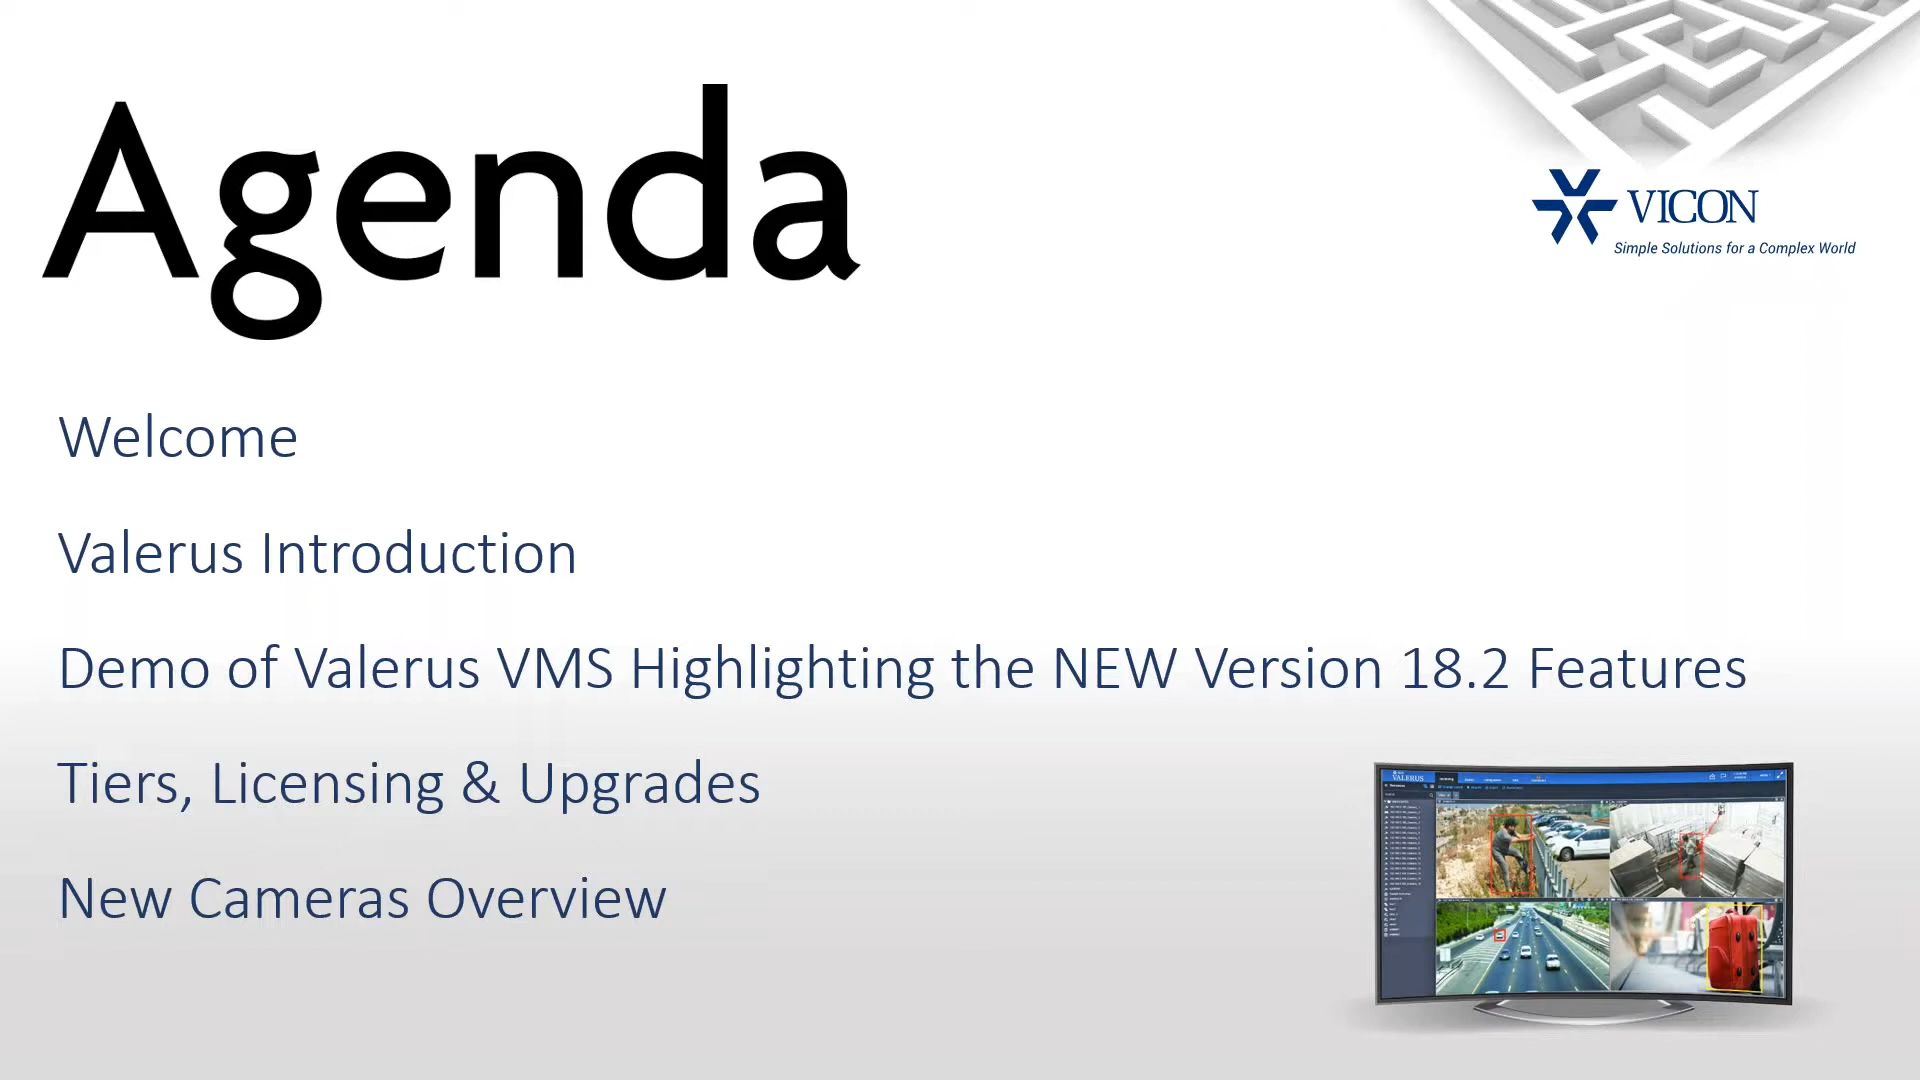 Agenda
VICON
Simple Solutions for a Complex World
Welcome
Valerus Introduction
Demo of Valerus VMS Highlighting the NEW Version 18.2 Features
Tiers, Licensing & Upgrades
New Cameras Overview
VALERUS